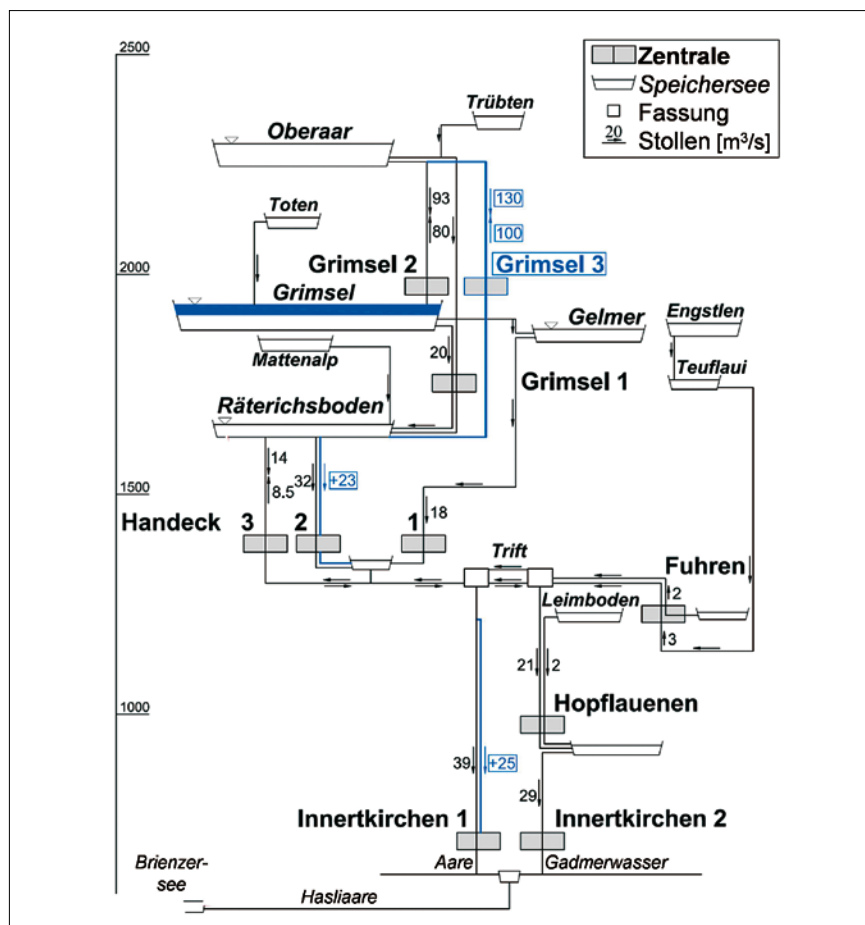 2500
Zentrale
Speichersee
Fassung
20 Stollen [m³/s]
Trübten
Oberaar
Toten
93
130
80
100
Grimsel 2
Grimsel 3
2000
Grimsel
Gelmer
Engstlen
Mattenalp
20
Teuflaui
Grimsel 1
Räterichsboden
14
32
+23
8.5
1500
18
Handeck 3 2 1
Trift
Fuhren
Leimboden
2
3
21
2
1000
Hopflauenen
39
+25
29
Innertkirchen 1
Innertkirchen 2
Aare
Gadmerwasser
Brienzer-
see
Hasliaare